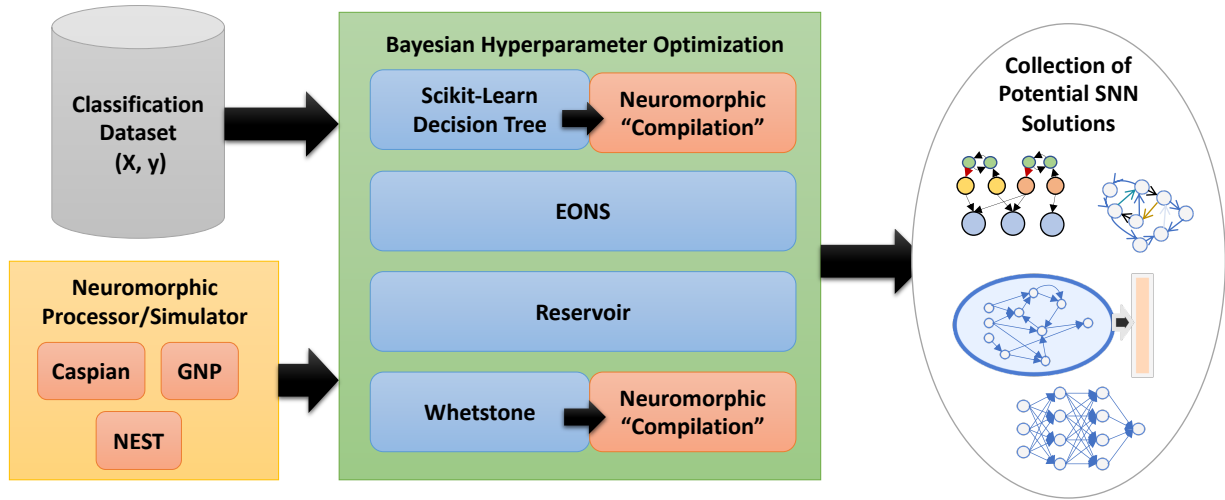 Classification
Dataset
(X, y)
Neuromorphic
Processor/Simulator
Caspian
GNP
NEST
Bayesian Hyperparameter Optimization
Scikit-Learn
Decision Tree
Neuromorphic
“Compilation”
EONS
Reservoir
Whetstone
Neuromorphic
“Compilation”
Collection of
Potential SNN
Solutions